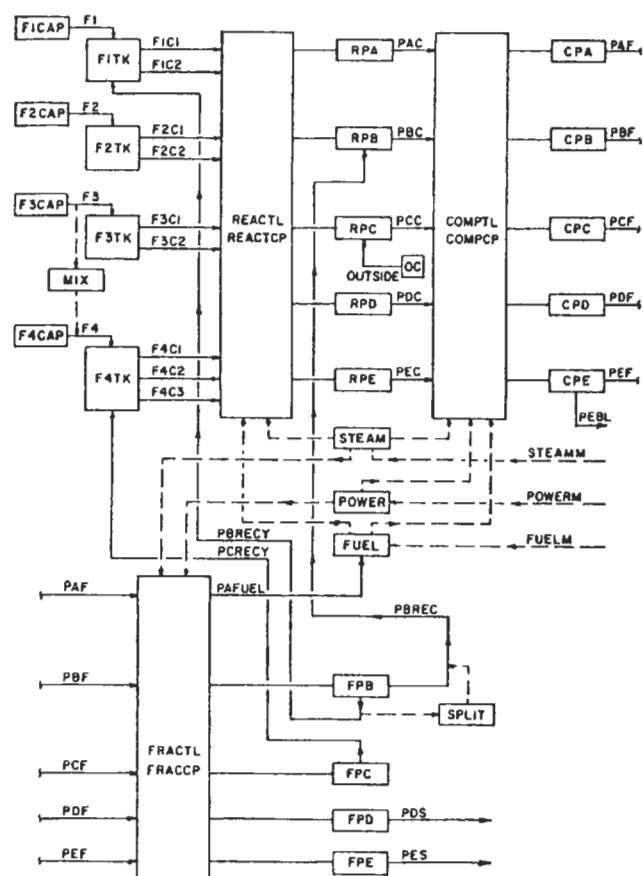 F1CAP F1
F1TK F1C1
F1C2
RPA PAC
CPA PAF
F2CAP F2
F2TK F2C1
F2C2
RPB PBC
CPB PBF
F3CAP F3
F3TK F3C1
F3C2
REACTL
REACTCP
RPC PCC
OUTSIDE OC
COMPTL
COMPCP
CPC PCF
MIX
RPD PDC
CPD PDF
F4CAP F4
F4TK F4C1
F4C2
F4C3
RPE PEC
CPE PEF
PEBL
STEAM STEAMM
POWER POWERM
FUEL FUELM
PBRECY
PCRECY
PAF PAFUEL
PBREC
PBF FPB
SPLIT
FRACTL
FRACCP
PCF FPC
PDF FPD PDS
PEF FPE PES